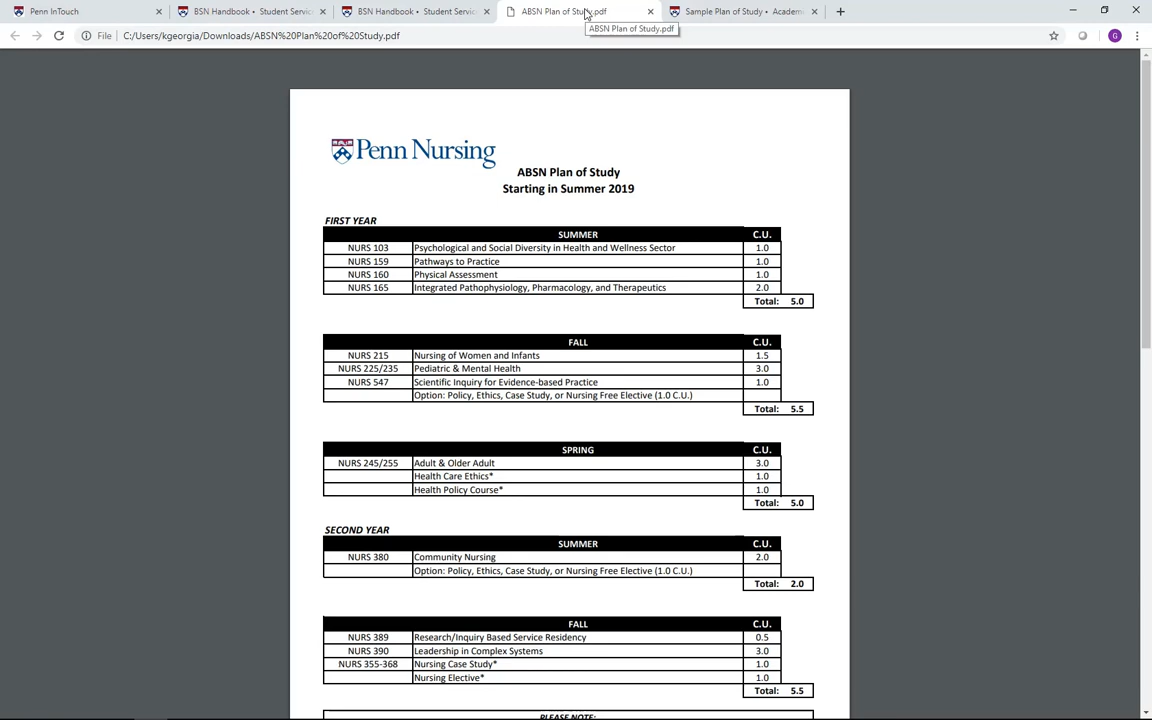 Penn InTouch
BSN Handbook • Student Servic
BSN Handbook • Student Servic
ABSN Plan of Study.pdf
Sample Plan of Study • Academ
ABSN Plan of Study.pdf
File
C:/Users/kgeorgia/Downloads/ABSN%20Plan%20of%20Study.pdf
G
Penn Nursing
ABSN Plan of Study
Starting in Summer 2019
FIRST YEAR
SUMMER C.U.
NURS 103 Psychological and Social Diversity in Health and Wellness Sector 1.0
NURS 159 Pathways to Practice 1.0
NURS 160 Physical Assessment 1.0
NURS 165 Integrated Pathophysiology, Pharmacology, and Therapeutics 2.0
Total: 5.0
FALL C.U.
NURS 215 Nursing of Women and Infants 1.5
NURS 225/235 Pediatric & Mental Health 3.0
NURS 547 Scientific Inquiry for Evidence-based Practice 1.0
Option: Policy, Ethics, Case Study, or Nursing Free Elective (1.0 C.U.)
Total: 5.5
SPRING C.U.
NURS 245/255 Adult & Older Adult 3.0
Health Care Ethics* 1.0
Health Policy Course* 1.0
Total: 5.0
SECOND YEAR
SUMMER C.U.
NURS 380 Community Nursing 2.0
Option: Policy, Ethics, Case Study, or Nursing Free Elective (1.0 C.U.)
Total: 2.0
FALL C.U.
NURS 389 Research/Inquiry Based Service Residency 0.5
NURS 390 Leadership in Complex Systems 3.0
NURS 355-368 Nursing Case Study* 1.0
Nursing Elective* 1.0
Total: 5.5
PLEASE NOTE: